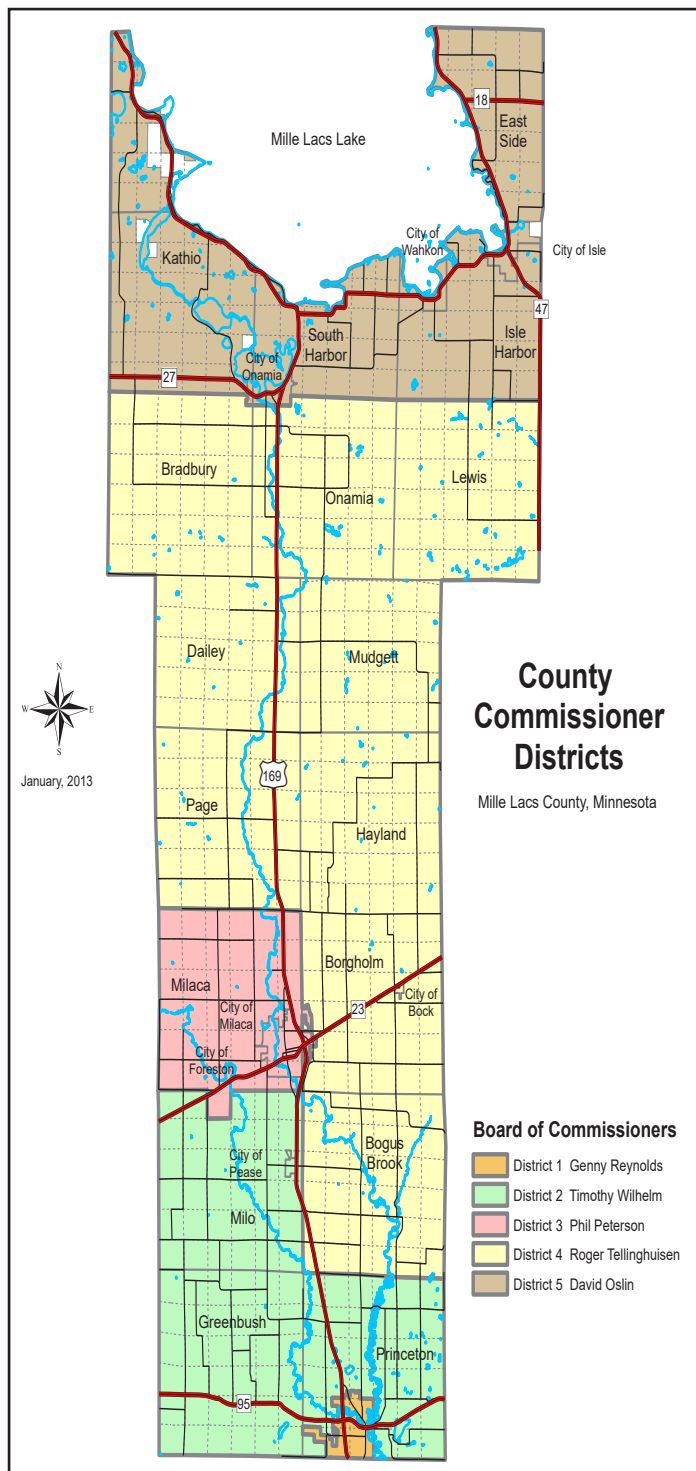 Mille Lacs Lake
18
East
Side
City of
Wahkon
City of Isle
Kathio
47
South
Harbor
Isle
Harbor
City of
Onamia
27
Bradbury
Lewis
Onamia
Dailey
Mudgett
N
W
E
S
January, 2013
County
Commissioner
Districts
Mille Lacs County, Minnesota
169
Page
Hayland
Borgholm
Milaca
City of
Milaca
City of
Bock
23
City of
Foreston
Bogus
Brook
City of
Pease
Milo
Board of Commissioners
District 1 Genny Reynolds
District 2 Timothy Wilhelm
District 3 Phil Peterson
District 4 Roger Tellinghuisen
District 5 David Oslin
Greenbush
Princeton
95